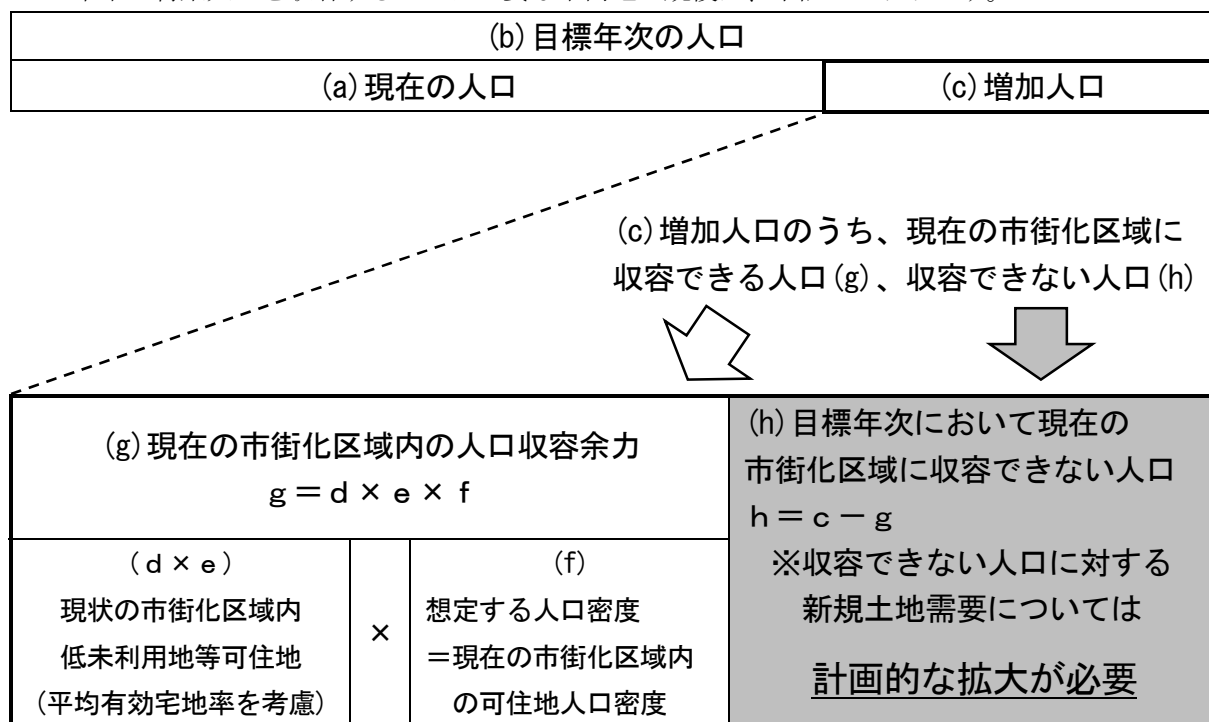 (b)目標年次の人口
(a)現在の人口
(c)増加人口
(c)増加人口のうち、現在の市街化区域に
収容できる人口(g)、収容できない人口(h)
(g)現在の市街化区域内の人口収容余力
g＝d × e × f
(d × e)
現状の市街化区域内
低未利用地等可住地
(平均有効宅地率を考慮)
×
(f)
想定する人口密度
＝現在の市街化区域内
の可住地人口密度
(h)目標年次において現在の
市街化区域に収容できない人口
h＝c－g
※収容できない人口に対する
新規土地需要については
計画的な拡大が必要